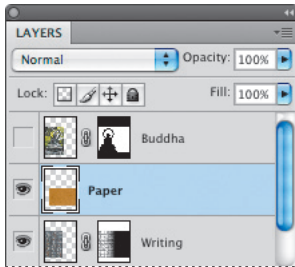 LAYERS
Normal Opacity: 100%
Lock: Fill: 100%
Buddha
Paper
Writing